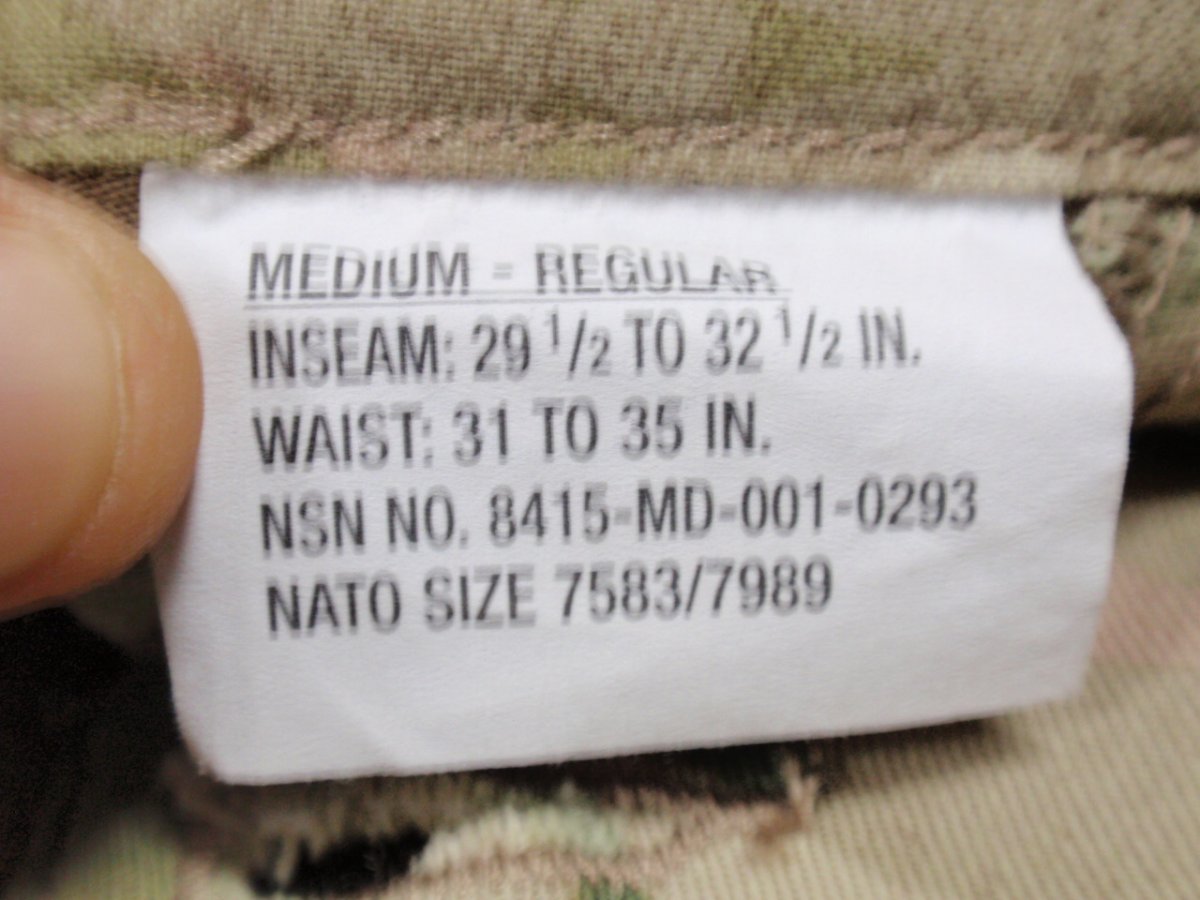 MEDIUM - REGULAR
INSEAM: 29 1/2 TO 32 1/2 IN.
WAIST: 31 TO 35 IN.
NSN NO. 8415-MD-001-0293
NATO SIZE 7583/7989